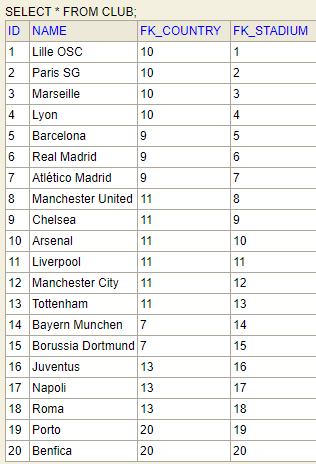 SELECT * FROM CLUB;
ID NAME FK_COUNTRY FK_STADIUM
1 Lille OSC 10 1
2 Paris SG 10 2
3 Marseille 10 3
4 Lyon 10 4
5 Barcelona 9 5
6 Real Madrid 9 6
7 Atlético Madrid 9 7
8 Manchester United 11 8
9 Chelsea 11 9
10 Arsenal 11 10
11 Liverpool 11 11
12 Manchester City 11 12
13 Tottenham 11 13
14 Bayern Munchen 7 14
15 Borussia Dortmund 7 15
16 Juventus 13 16
17 Napoli 13 17
18 Roma 13 18
19 Porto 20 19
20 Benfica 20 20